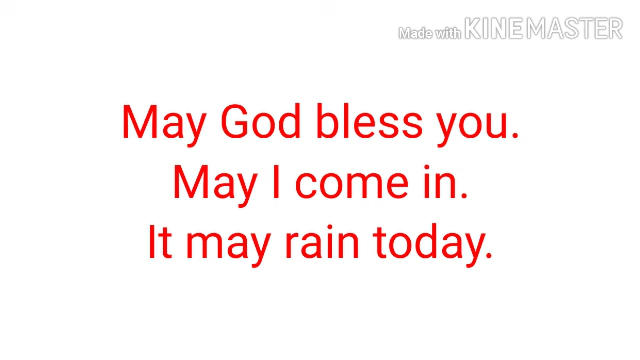 Made with KINEMASTER
May God bless you.
May I come in.
It may rain today.